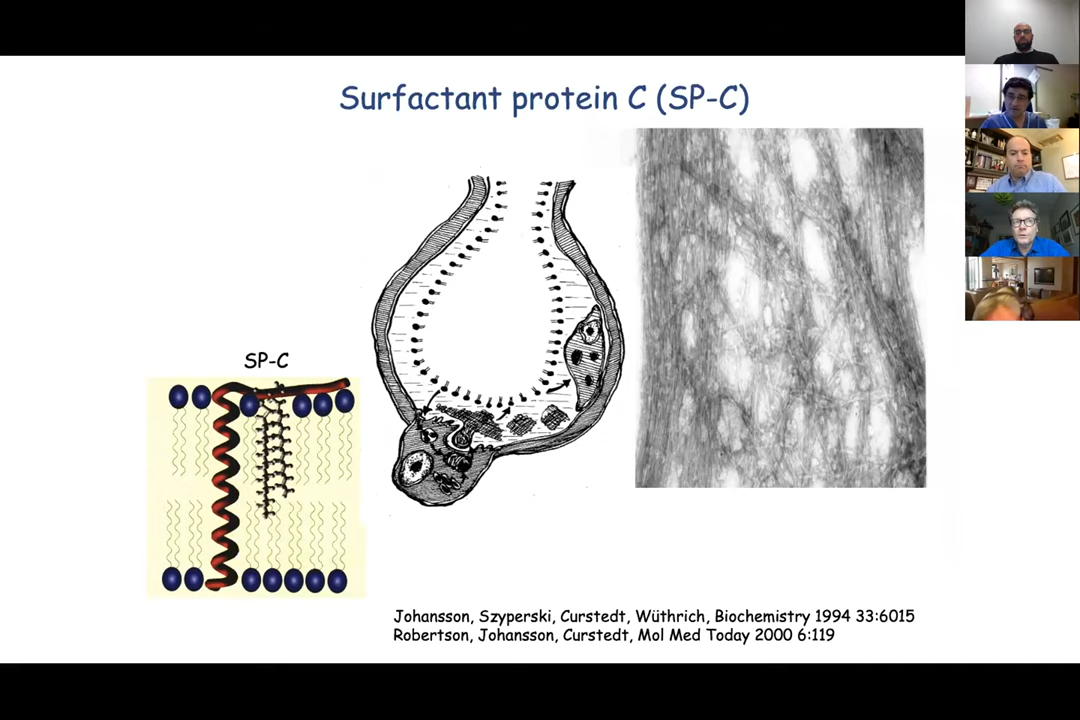 Surfactant protein C (SP-C)
SP-C
Johansson, Szyperski, Curstedt, Wüthrich, Biochemistry 1994 33:6015
Robertson, Johansson, Curstedt, Mol Med Today 2000 6:119